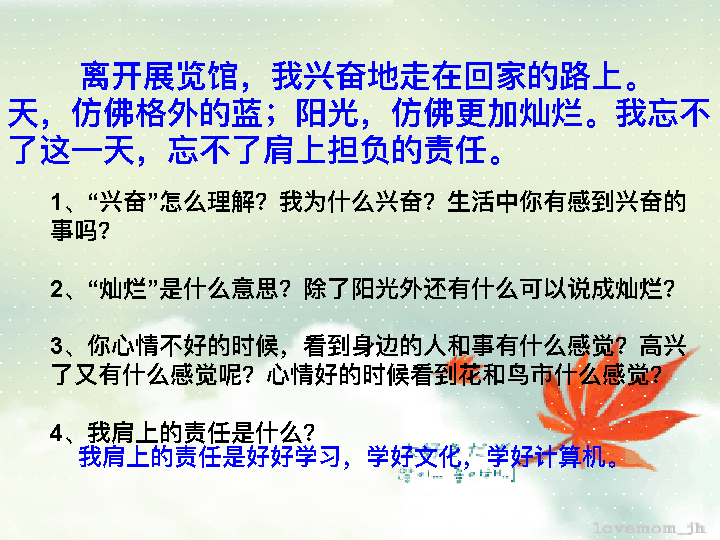 离开展览馆，我兴奋地走在回家的路上。
天，仿佛格外的蓝；阳光，仿佛更加灿烂。我忘不
了这一天，忘不了肩上担负的责任。
1、“兴奋”怎么理解？我为什么兴奋？生活中你有感到兴奋的
事吗？
2、“灿烂”是什么意思？除了阳光外还有什么可以说成灿烂？
3、你心情不好的时候，看到身边的人和事有什么感觉？高兴
了又有什么感觉呢？心情好的时候看到花和鸟市什么感觉？
4、我肩上的责任是什么？
我肩上的责任是好好学习，学好文化，学好计算机。
lovemom_jh